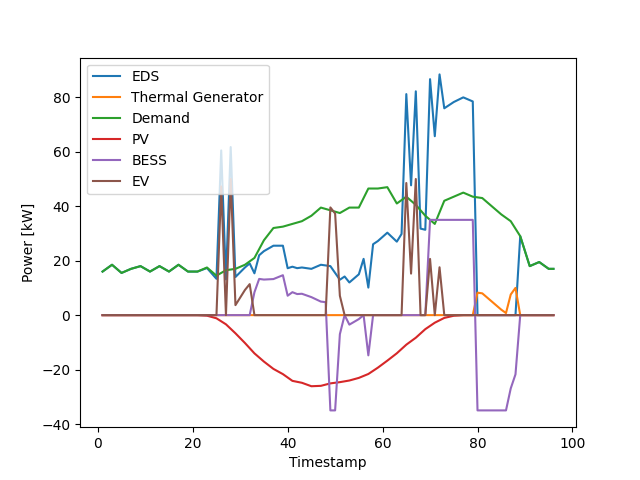 EDS
Thermal Generator
Demand
PV
BESS
EV
Power [kW]
80
60
40
20
0
−20
−40
0
20
40
60
80
100
Timestamp